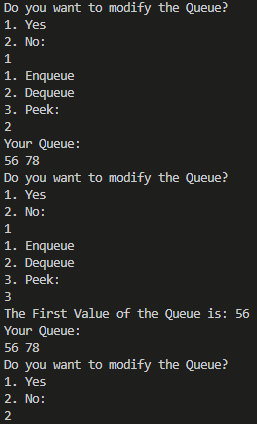 Do you want to modify the Queue?
1. Yes
2. No:
1
1. Enqueue
2. Dequeue
3. Peek:
2
Your Queue:
56 78
Do you want to modify the Queue?
1. Yes
2. No:
1
1. Enqueue
2. Dequeue
3. Peek:
3
The First Value of the Queue is: 56
Your Queue:
56 78
Do you want to modify the Queue?
1. Yes
2. No:
2